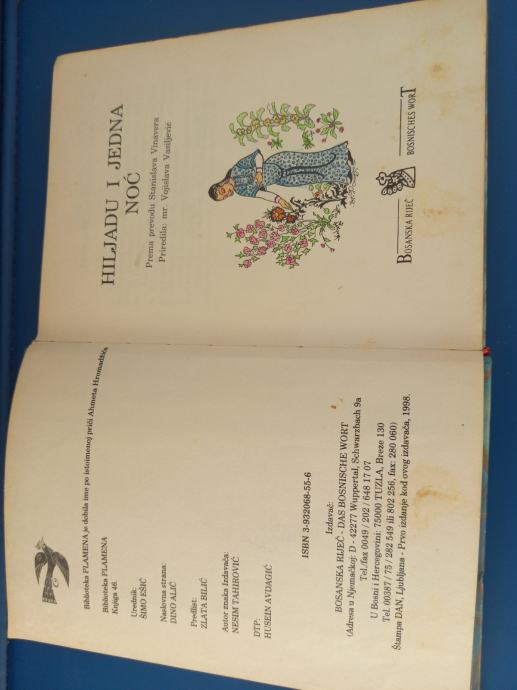 Biblioteka PLAMENA je dobila ime po istoimenoj priči Ahmeta Hromadžića
Biblioteka PLAMENA
Knjiga 46.
Urednik:
ŠIMO EŠIĆ
Naslovna strana:
DINO ALIĆ
Predlist:
ZLATA BILIĆ
Autor znaka Izdavača:
NESIM TAHIROVIĆ
DTP:
HUSEIN AVDAGIĆ
ISBN 3-932068-55-6
Izdavač:
BOSANSKA RIJEČ - DAS BOSNISCHE WORT
(Adresa u Njemačkoj: D - 42277 Wuppertal, Schwarzbach 9a
Tel./fax 0049 / 202 / 648 17 07
U Bosni i Hercegovini: 75000 TUZLA, Breze 130
Tel. 00387 / 75 / 282 549 ili 802 256, fax: 280 060)
Štampa DAN, Ljubljana - Prvo izdanje kod ovog izdavača, 1998.
HILJADU I JEDNA
NOĆ
Prema prevodu Stanislava Vinavera
Priredila: mr. Vojislava Vasiljević
BOSANSKA RIJEČ
BOSNISCHES WORT